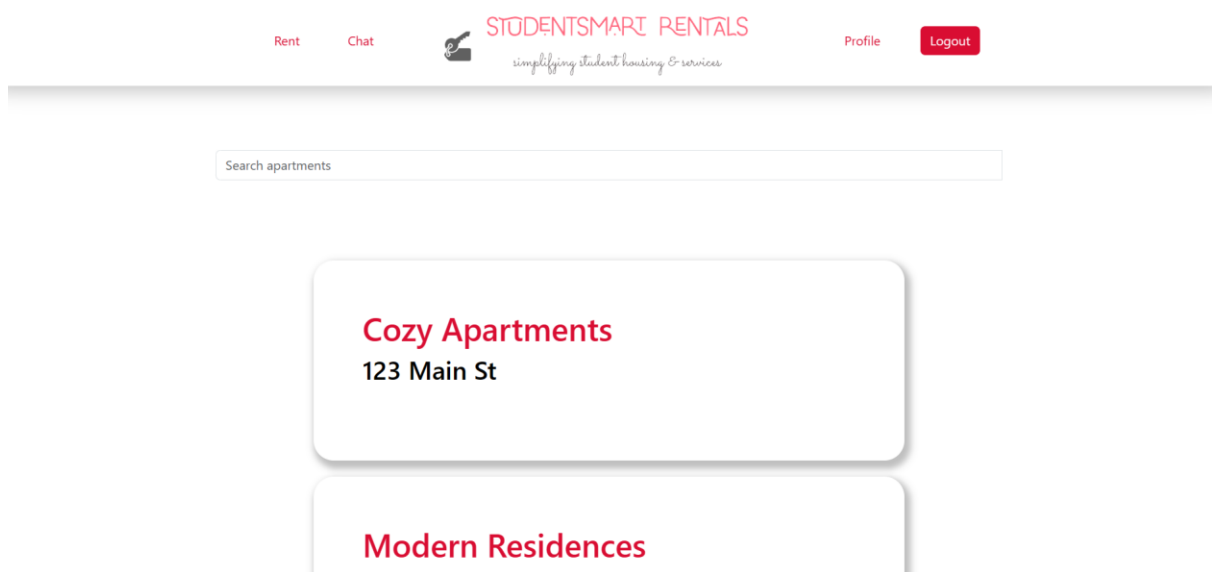 Rent
Chat
STUDENTSMART RENTALS
simplifying student housing & services
Profile
Logout
Search apartments
Cozy Apartments
123 Main St
Modern Residences